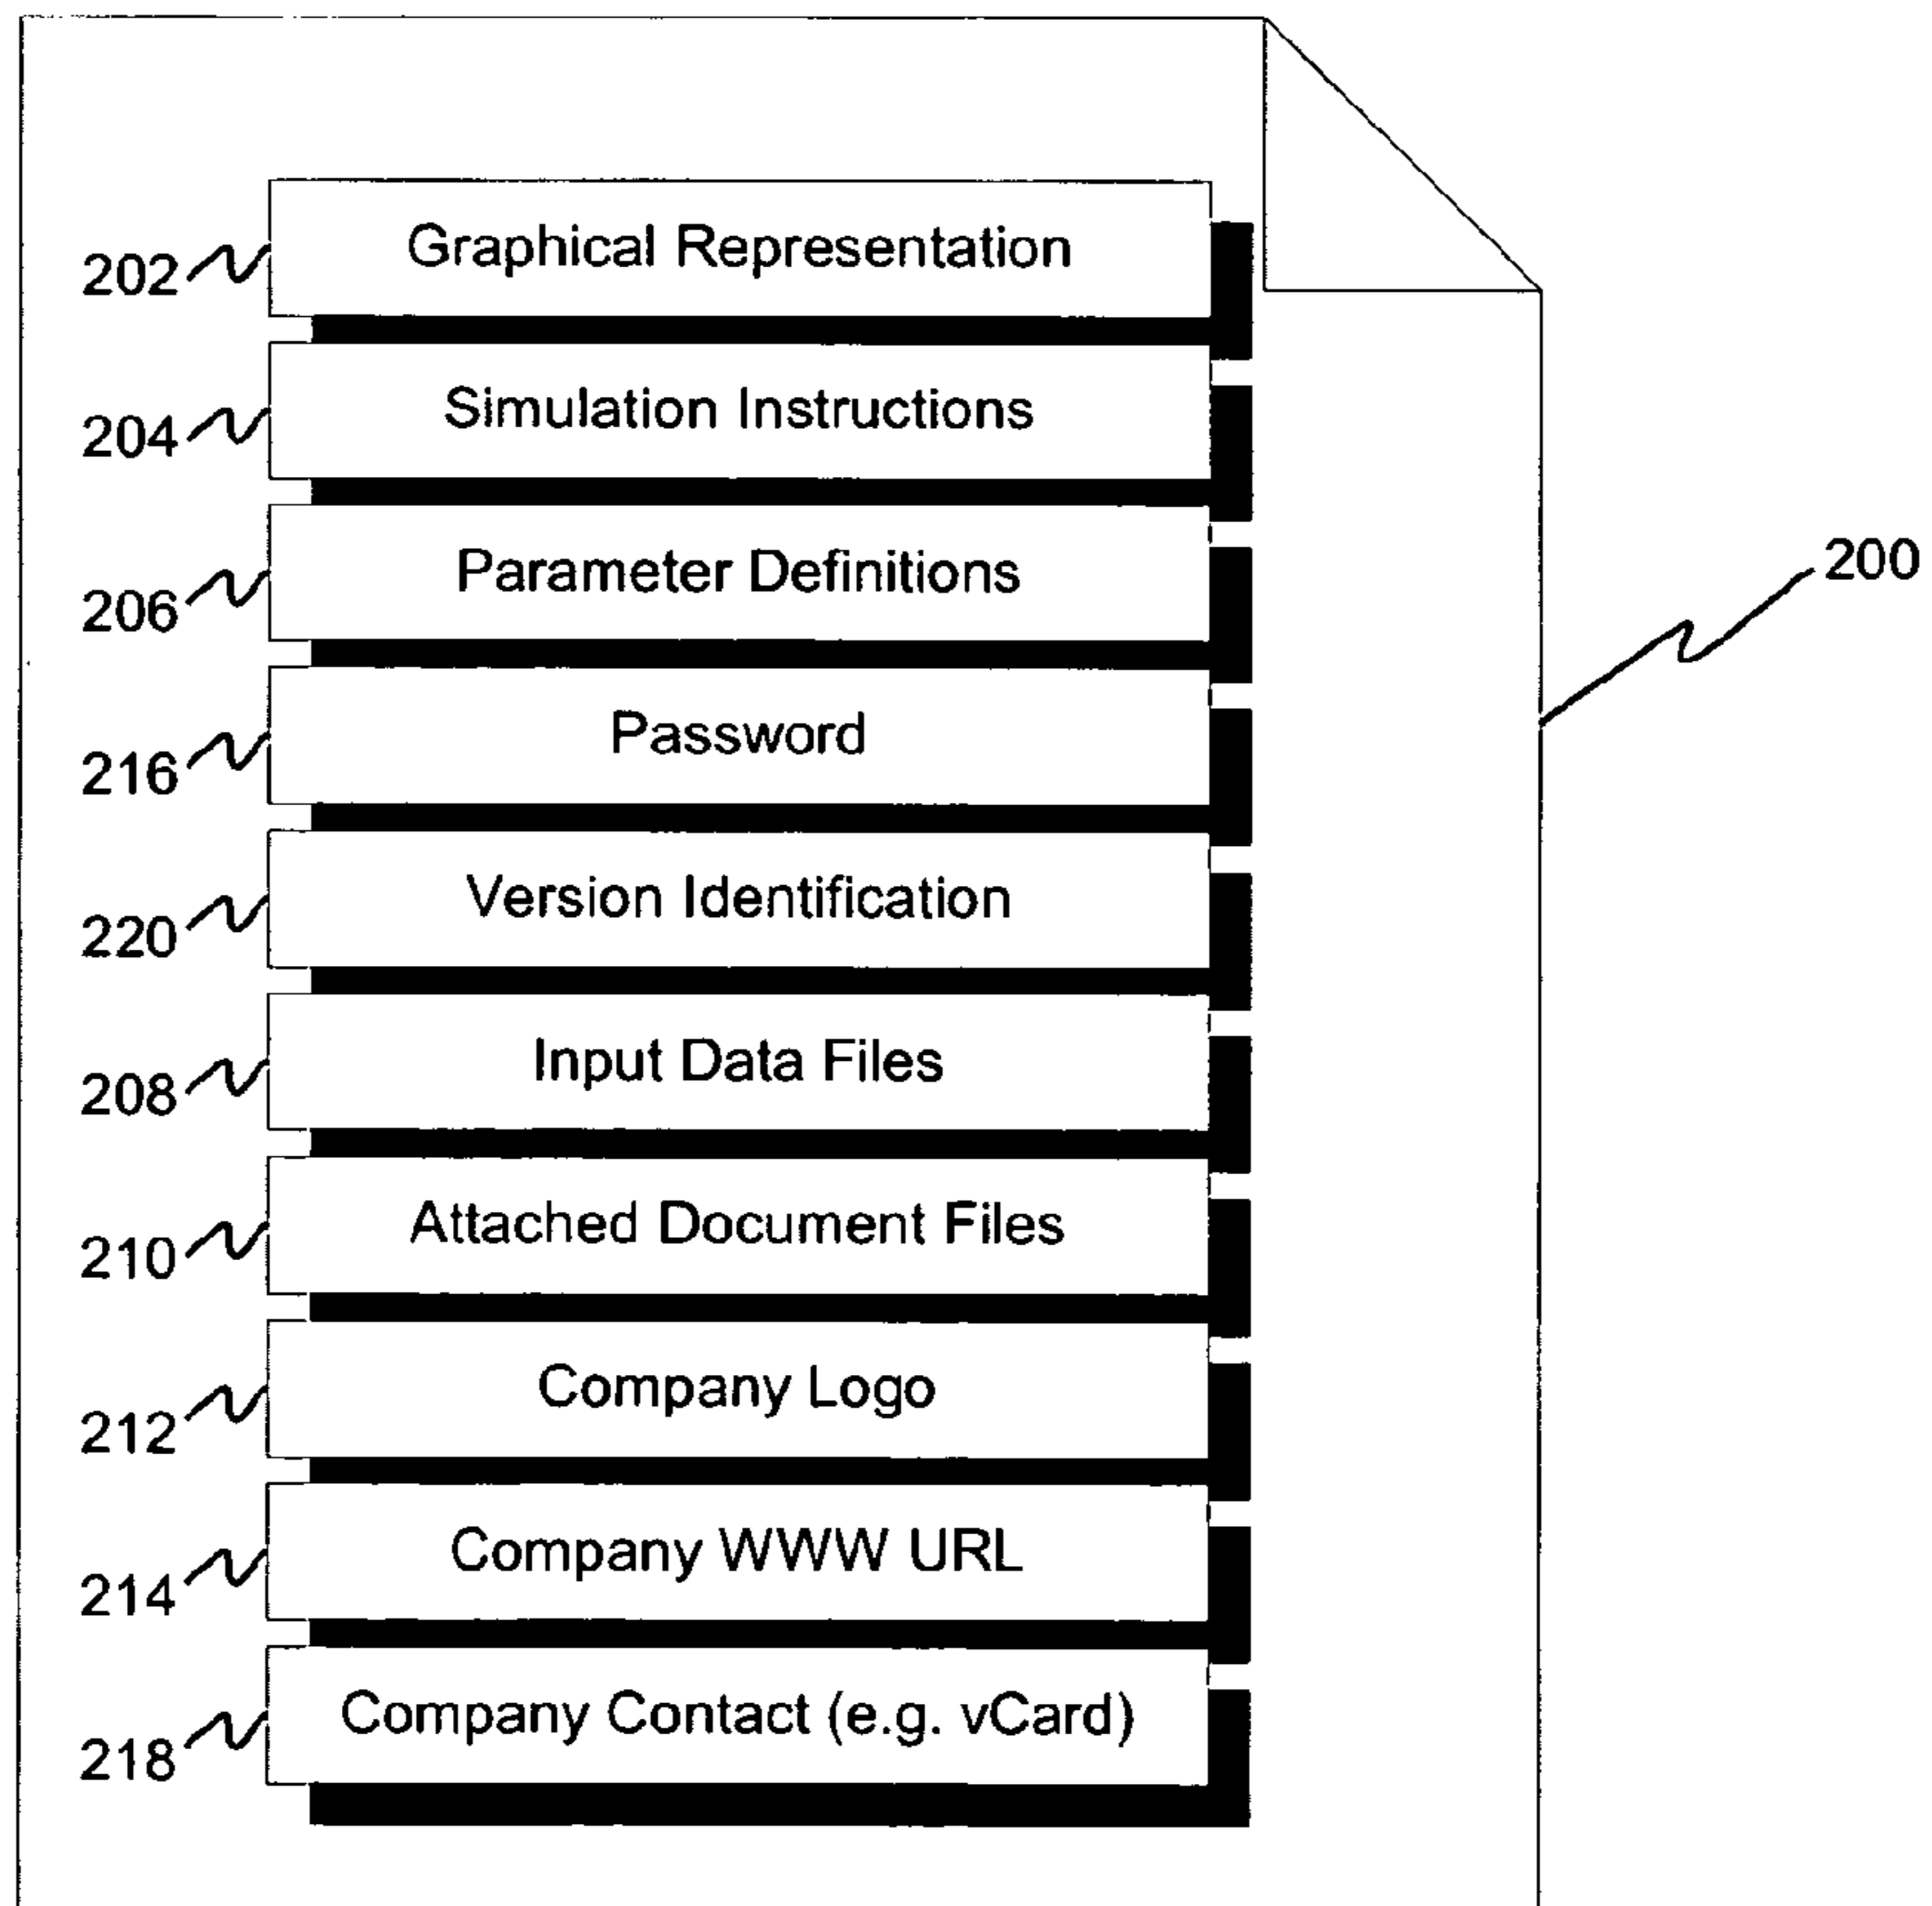 202 Graphical Representation
204 Simulation Instructions
200
206 Parameter Definitions
216 Password
220 Version Identification
208 Input Data Files
210 Attached Document Files
212 Company Logo
214 Company WWW URL
218 Company Contact (e.g. vCard)